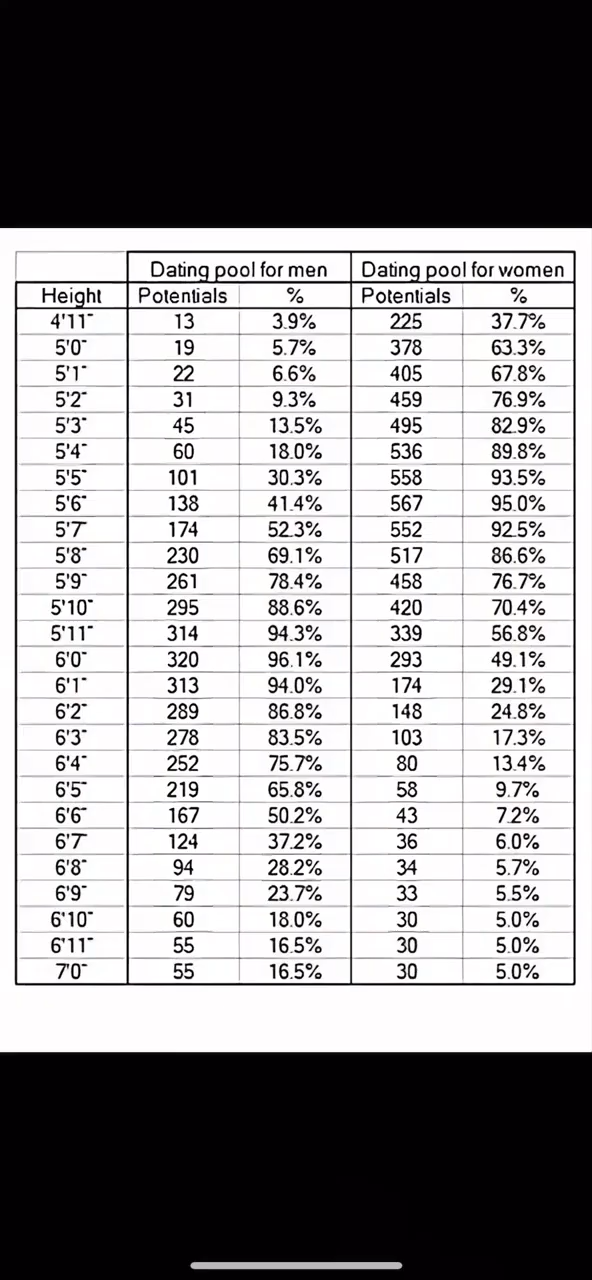 Dating pool for men Dating pool for women
Height Potentials % Potentials %
4'11" 13 3.9% 225 37.7%
5'0" 19 5.7% 378 63.3%
5'1" 22 6.6% 405 67.8%
5'2" 31 9.3% 459 76.9%
5'3" 45 13.5% 495 82.9%
5'4" 60 18.0% 536 89.8%
5'5" 101 30.3% 558 93.5%
5'6" 138 41.4% 567 95.0%
5'7" 174 52.3% 552 92.5%
5'8" 230 69.1% 517 86.6%
5'9" 261 78.4% 458 76.7%
5'10" 295 88.6% 420 70.4%
5'11" 314 94.3% 339 56.8%
6'0" 320 96.1% 293 49.1%
6'1" 313 94.0% 174 29.1%
6'2" 289 86.8% 148 24.8%
6'3" 278 83.5% 103 17.3%
6'4" 252 75.7% 80 13.4%
6'5" 219 65.8% 58 9.7%
6'6" 167 50.2% 43 7.2%
6'7" 124 37.2% 36 6.0%
6'8" 94 28.2% 34 5.7%
6'9" 79 23.7% 33 5.5%
6'10" 60 18.0% 30 5.0%
6'11" 55 16.5% 30 5.0%
7'0" 55 16.5% 30 5.0%